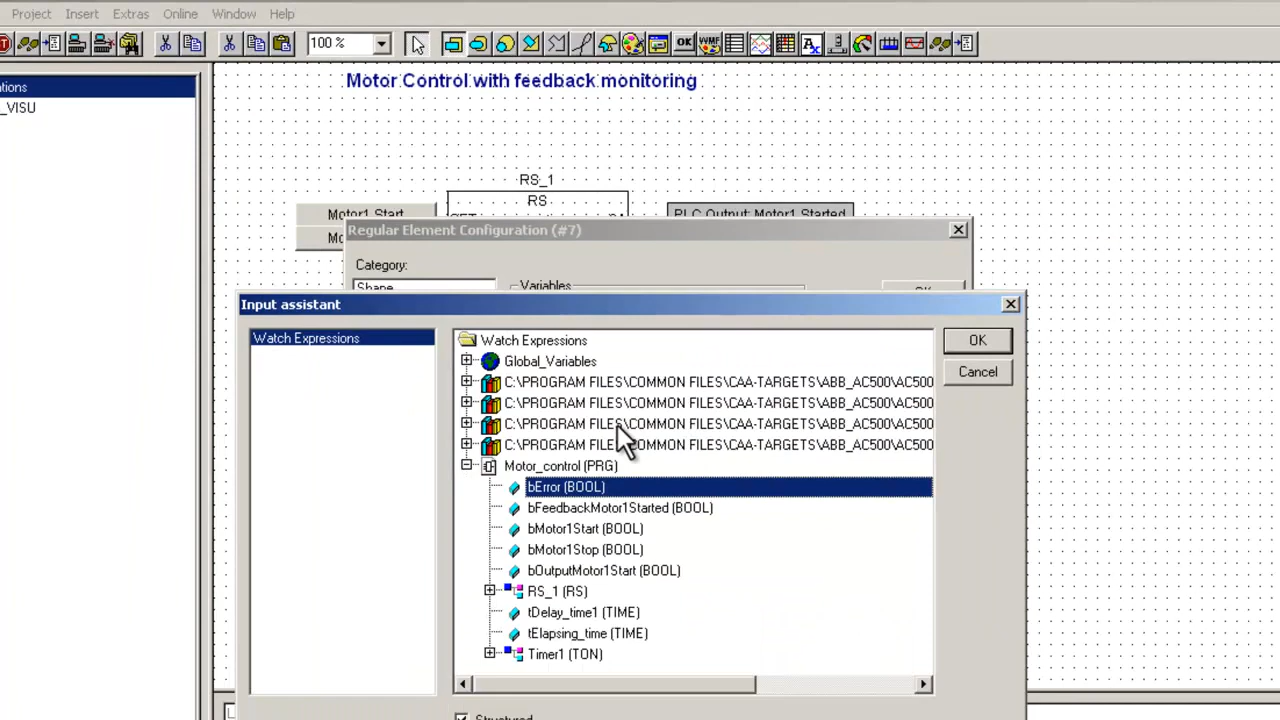 Project Insert Extras Online Window Help
100 %
OK
tions
_VISU
Motor Control with feedback monitoring
RS_1
RS
Motor1 Start
PLC Output: Motor1 Started
Regular Element Configuration (#7)
Category:
Shape
Variables
Input assistant
Watch Expressions
Watch Expressions
Global_Variables
C:\PROGRAM FILES\COMMON FILES\CAA-TARGETS\ABB_AC500\AC500
C:\PROGRAM FILES\COMMON FILES\CAA-TARGETS\ABB_AC500\AC500
C:\PROGRAM FILES\COMMON FILES\CAA-TARGETS\ABB_AC500\AC500
C:\PROGRAM FILES\COMMON FILES\CAA-TARGETS\ABB_AC500\AC500
Motor_control (PRG)
bError (BOOL)
bFeedbackMotor1Started (BOOL)
bMotor1Start (BOOL)
bMotor1Stop (BOOL)
bOutputMotor1Start (BOOL)
RS_1 (RS)
tDelay_time1 (TIME)
tElapsing_time (TIME)
Timer1 (TON)
OK
Cancel
Structured